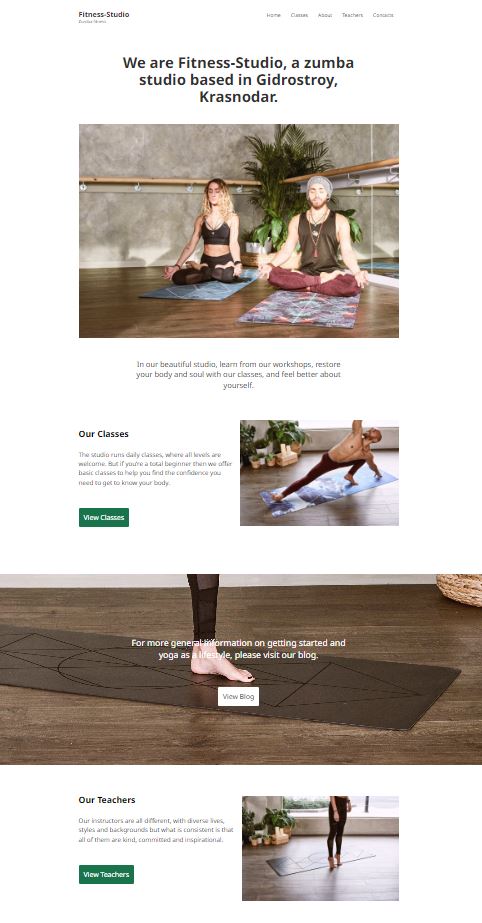 Fitness-Studio
Home Classes About Teachers Contacts
We are Fitness-Studio, a zumba
studio based in Gidrostroy,
Krasnodar.
In our beautiful studio, learn from our workshops, restore
your body and soul with our classes, and feel better about
yourself.
Our Classes
The studio runs daily classes, where all levels are
welcome. But if you're a total beginner then we offer
basic classes to help you find the confidence you
need to get to know your body.
View Classes
For more general information on getting started and
yoga as a lifestyle, please visit our blog.
View Blog
Our Teachers
Our instructors are all different, with diverse lives,
styles and backgrounds but what is consistent is that
all of them are kind, committed and inspirational.
View Teachers